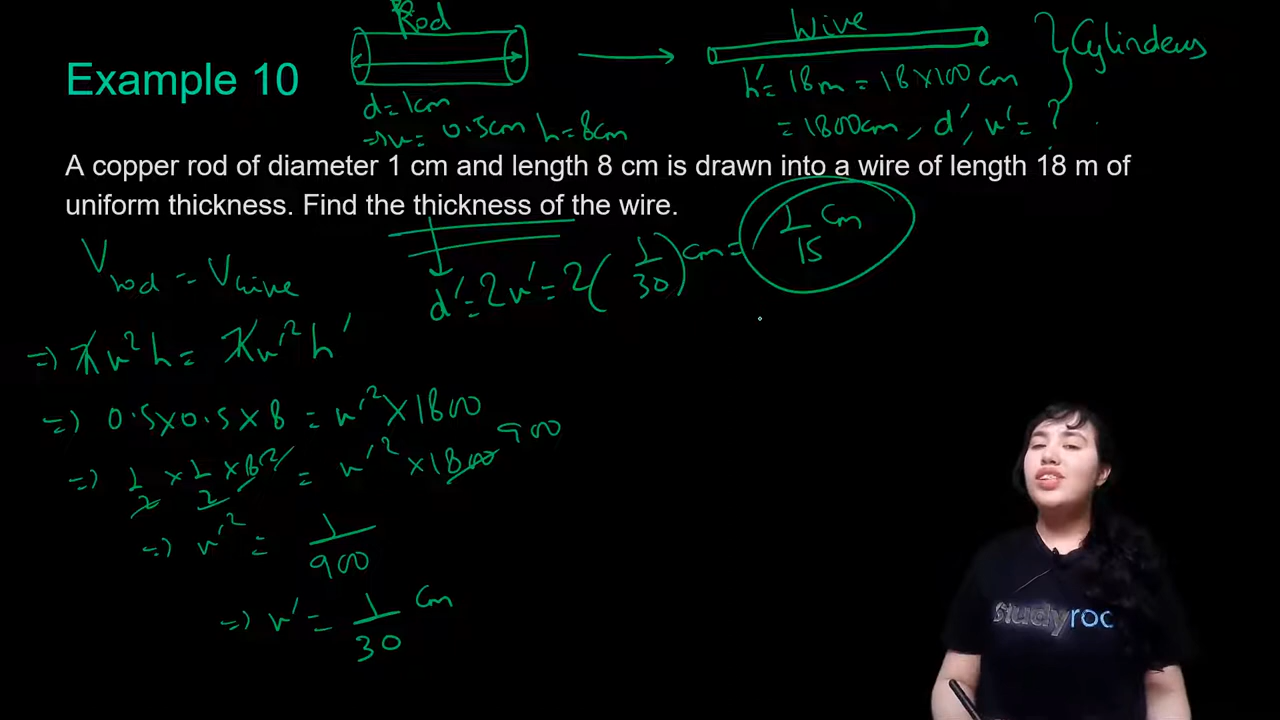 Rod
Wire
Cylinders
Example 10
h' = 18m = 18×100 cm
d = 1cm
=> r = 0.5cm h = 8cm
= 1800cm, d', r' = ?
A copper rod of diameter 1 cm and length 8 cm is drawn into a wire of length 18 m of
uniform thickness. Find the thickness of the wire.
V rod = V wire
d' = 2r' = 2(1/30) cm = 1/15 cm
=> πr²h = πr'²h'
=> 0.5×0.5×8 = r'²×1800
900
=> 1/2 × 1/2 × 8 2 = r'² × 1800
=> r'² = 1/900
=> r' = 1/30 cm
studyroc